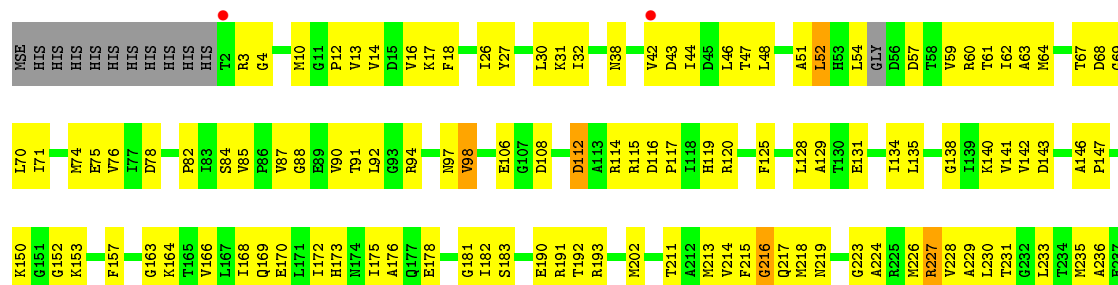 MSE HIS HIS HIS HIS HIS HIS HIS HIS T2 R3 G4 M10 G11 P12 V13 V14 D15 V16 K17 F18 I26 Y27 L30 K31 I32 N38 V42 D43 I44 D45 L46 T47 L48 A51 L52 H53 L54 GLY D56 D57 T58 V59 R60 T61 I62 A63 M64 T67 D68 G69
L70 I71 M74 E75 V76 I77 D78 P82 I83 S84 V85 P86 V87 G88 E89 V90 T91 L92 G93 R94 N97 V98 E106 G107 D108 D112 A113 R114 R115 D116 P117 I118 H119 R120 F125 L128 A129 T130 E131 I134 L135 G138 I139 K140 V141 V142 D143 A146 P147
K150 G151 G152 K153 F157 G163 K164 T165 V166 L167 I168 Q169 E170 L171 I172 H173 N174 I175 A176 Q177 E178 G181 I182 S183 E190 R191 T192 R193 M202 T211 A212 M213 V214 F215 G216 Q217 M218 N219 G223 A224 R225 M226 R227 V228 A229 L230 T231 G232 L233 T234 M235 A236